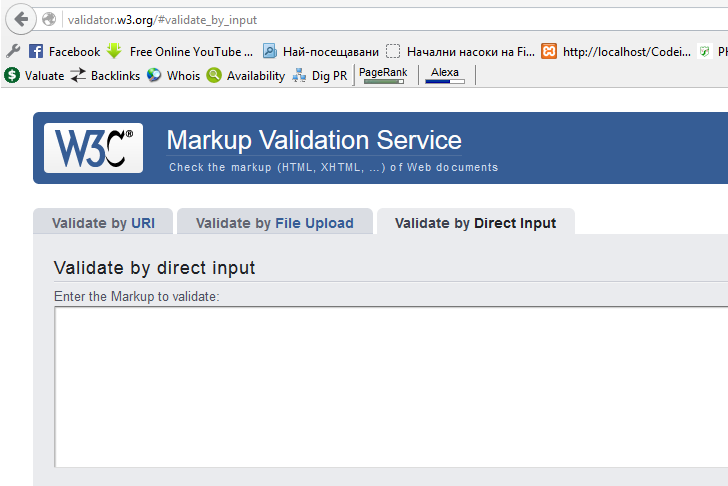 validator.w3.org/#validate_by_input
Facebook Free Online YouTube ... Най-посещавани Начални насоки на Fi... http://localhost/Codei...
Valuate Backlinks Whois Availability Dig PR PageRank Alexa
W3C® Markup Validation Service
Check the markup (HTML, XHTML, ...) of Web documents
Validate by URI Validate by File Upload Validate by Direct Input
Validate by direct input
Enter the Markup to validate: